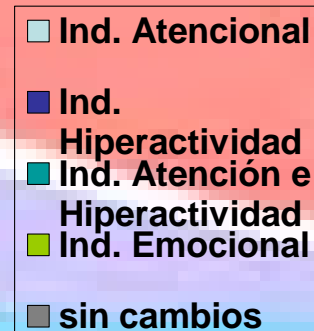 Ind. Atencional
Ind.
Hiperactividad
Ind. Atención e
Hiperactividad
Ind. Emocional
sin cambios